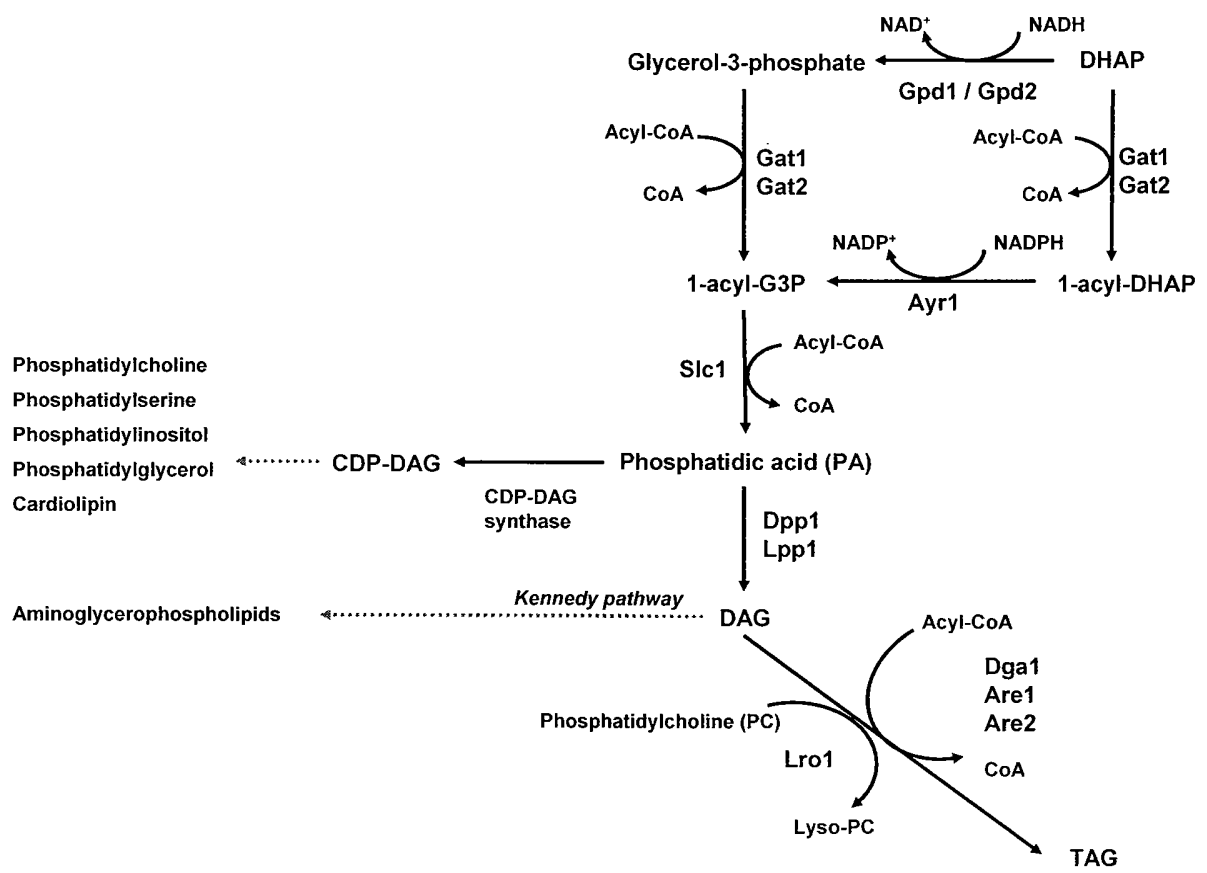 NAD+ NADH
Glycerol-3-phosphate DHAP
Gpd1 / Gpd2
Acyl-CoA Acyl-CoA
Gat1 Gat1
Gat2 Gat2
CoA CoA
NADP+ NADPH
1-acyl-G3P 1-acyl-DHAP
Ayr1
Acyl-CoA
Slc1
CoA
Phosphatidylcholine
Phosphatidylserine
Phosphatidylinositol
Phosphatidylglycerol
Cardiolipin
CDP-DAG Phosphatidic acid (PA)
CDP-DAG
synthase
Dpp1
Lpp1
Kennedy pathway
Aminoglycerophospholipids DAG
Acyl-CoA
Dga1
Are1
Are2
Phosphatidylcholine (PC)
Lro1
CoA
Lyso-PC
TAG